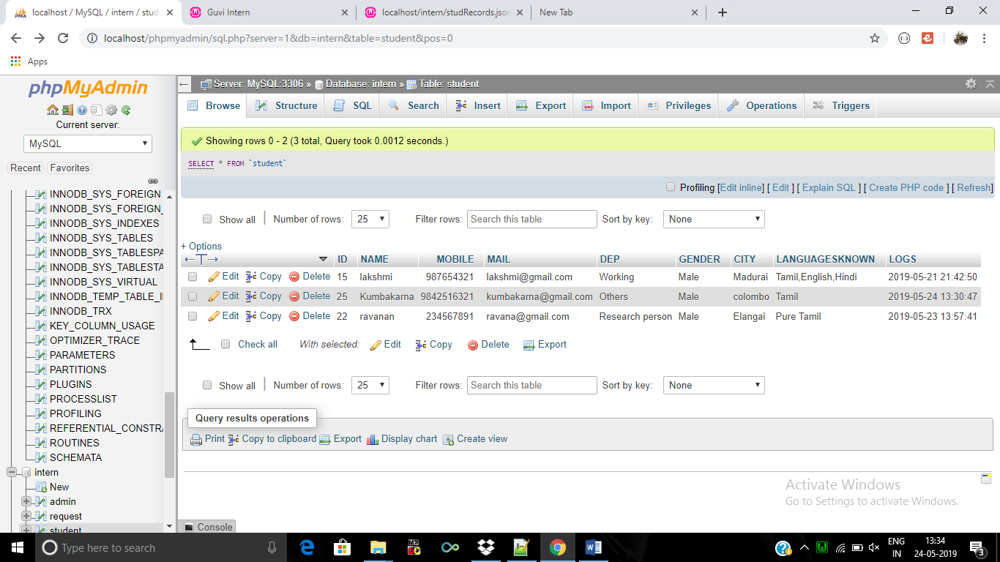 localhost / MySQL / intern / stud
Guvi Intern
localhost/intern/studRecords.json
New Tab
localhost/phpmyadmin/sql.php?server=1&db=intern&table=student&pos=0
Apps
phpMyAdmin
Current server:
MySQL
Recent Favorites
INNODB_SYS_FOREIGN
INNODB_SYS_FOREIGN_
INNODB_SYS_INDEXES
INNODB_SYS_TABLES
INNODB_SYS_TABLESPA
INNODB_SYS_TABLESTA
INNODB_SYS_VIRTUAL
INNODB_TEMP_TABLE_I
INNODB_TRX
KEY_COLUMN_USAGE
OPTIMIZER_TRACE
PARAMETERS
PARTITIONS
PLUGINS
PROCESSLIST
PROFILING
REFERENTIAL_CONSTRA
ROUTINES
SCHEMATA
intern
New
admin
request
student
Server: MySQL:3306 » Database: intern » Table: student
Browse Structure SQL Search Insert Export Import Privileges Operations Triggers
Showing rows 0 - 2 (3 total, Query took 0.0012 seconds.)
SELECT * FROM `student`
Profiling [Edit inline] [ Edit ] [ Explain SQL ] [ Create PHP code ] [ Refresh]
Show all Number of rows: 25 Filter rows: Search this table Sort by key: None
+ Options
←T→ ID NAME MOBILE MAIL DEP GENDER CITY LANGUAGESKNOWN LOGS
Edit Copy Delete 15 lakshmi 987654321 lakshmi@gmail.com Working Male Madurai Tamil,English,Hindi 2019-05-21 21:42:50
Edit Copy Delete 25 Kumbakarna 9842516321 kumbakarna@gmail.com Others Male colombo Tamil 2019-05-24 13:30:47
Edit Copy Delete 22 ravanan 234567891 ravana@gmail.com Research person Male Elangai Pure Tamil 2019-05-23 13:57:41
Check all With selected: Edit Copy Delete Export
Show all Number of rows: 25 Filter rows: Search this table Sort by key: None
Query results operations
Print Copy to clipboard Export Display chart Create view
Activate Windows
Go to Settings to activate Windows.
Console
Type here to search
ENG
IN
13:34
24-05-2019
3